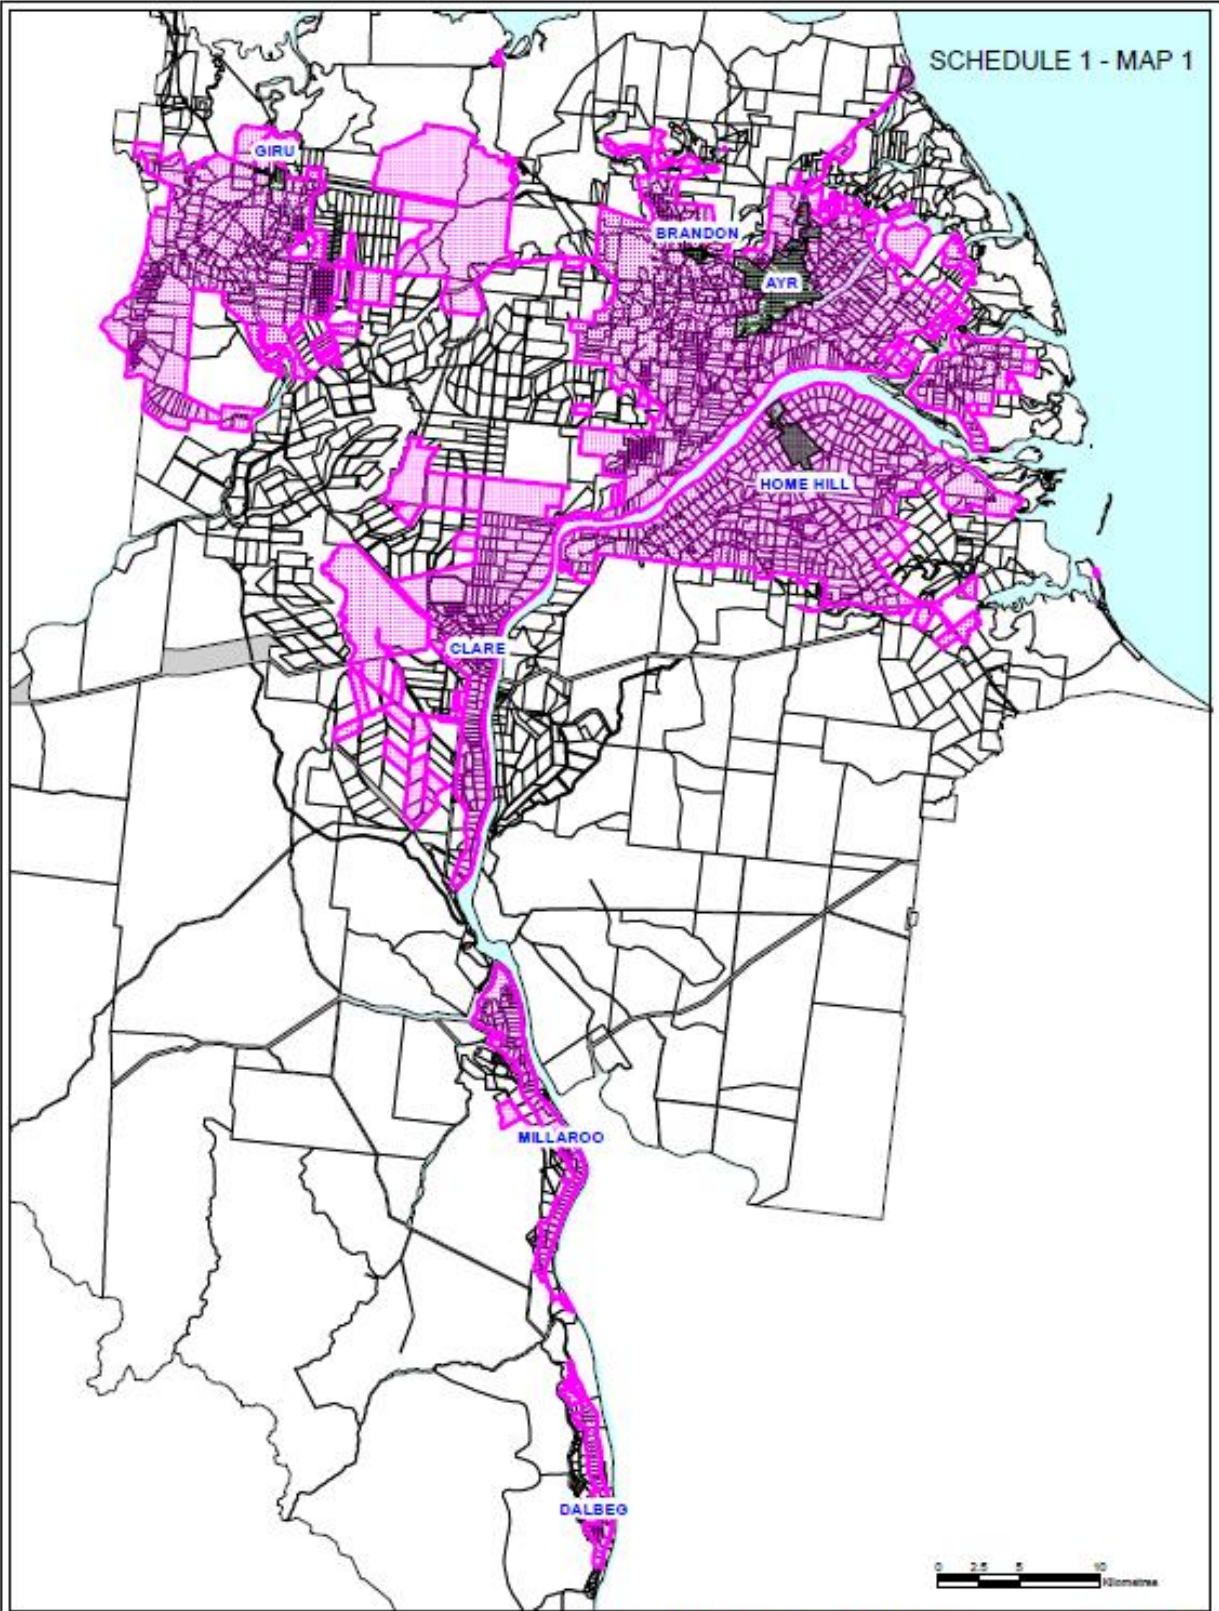 SCHEDULE 1 - MAP 1
GIRU
BRANDON
AYR
HOME HILL
CLARE
MILLAROO
DALBEG
0 2.5 5 10
Kilometres